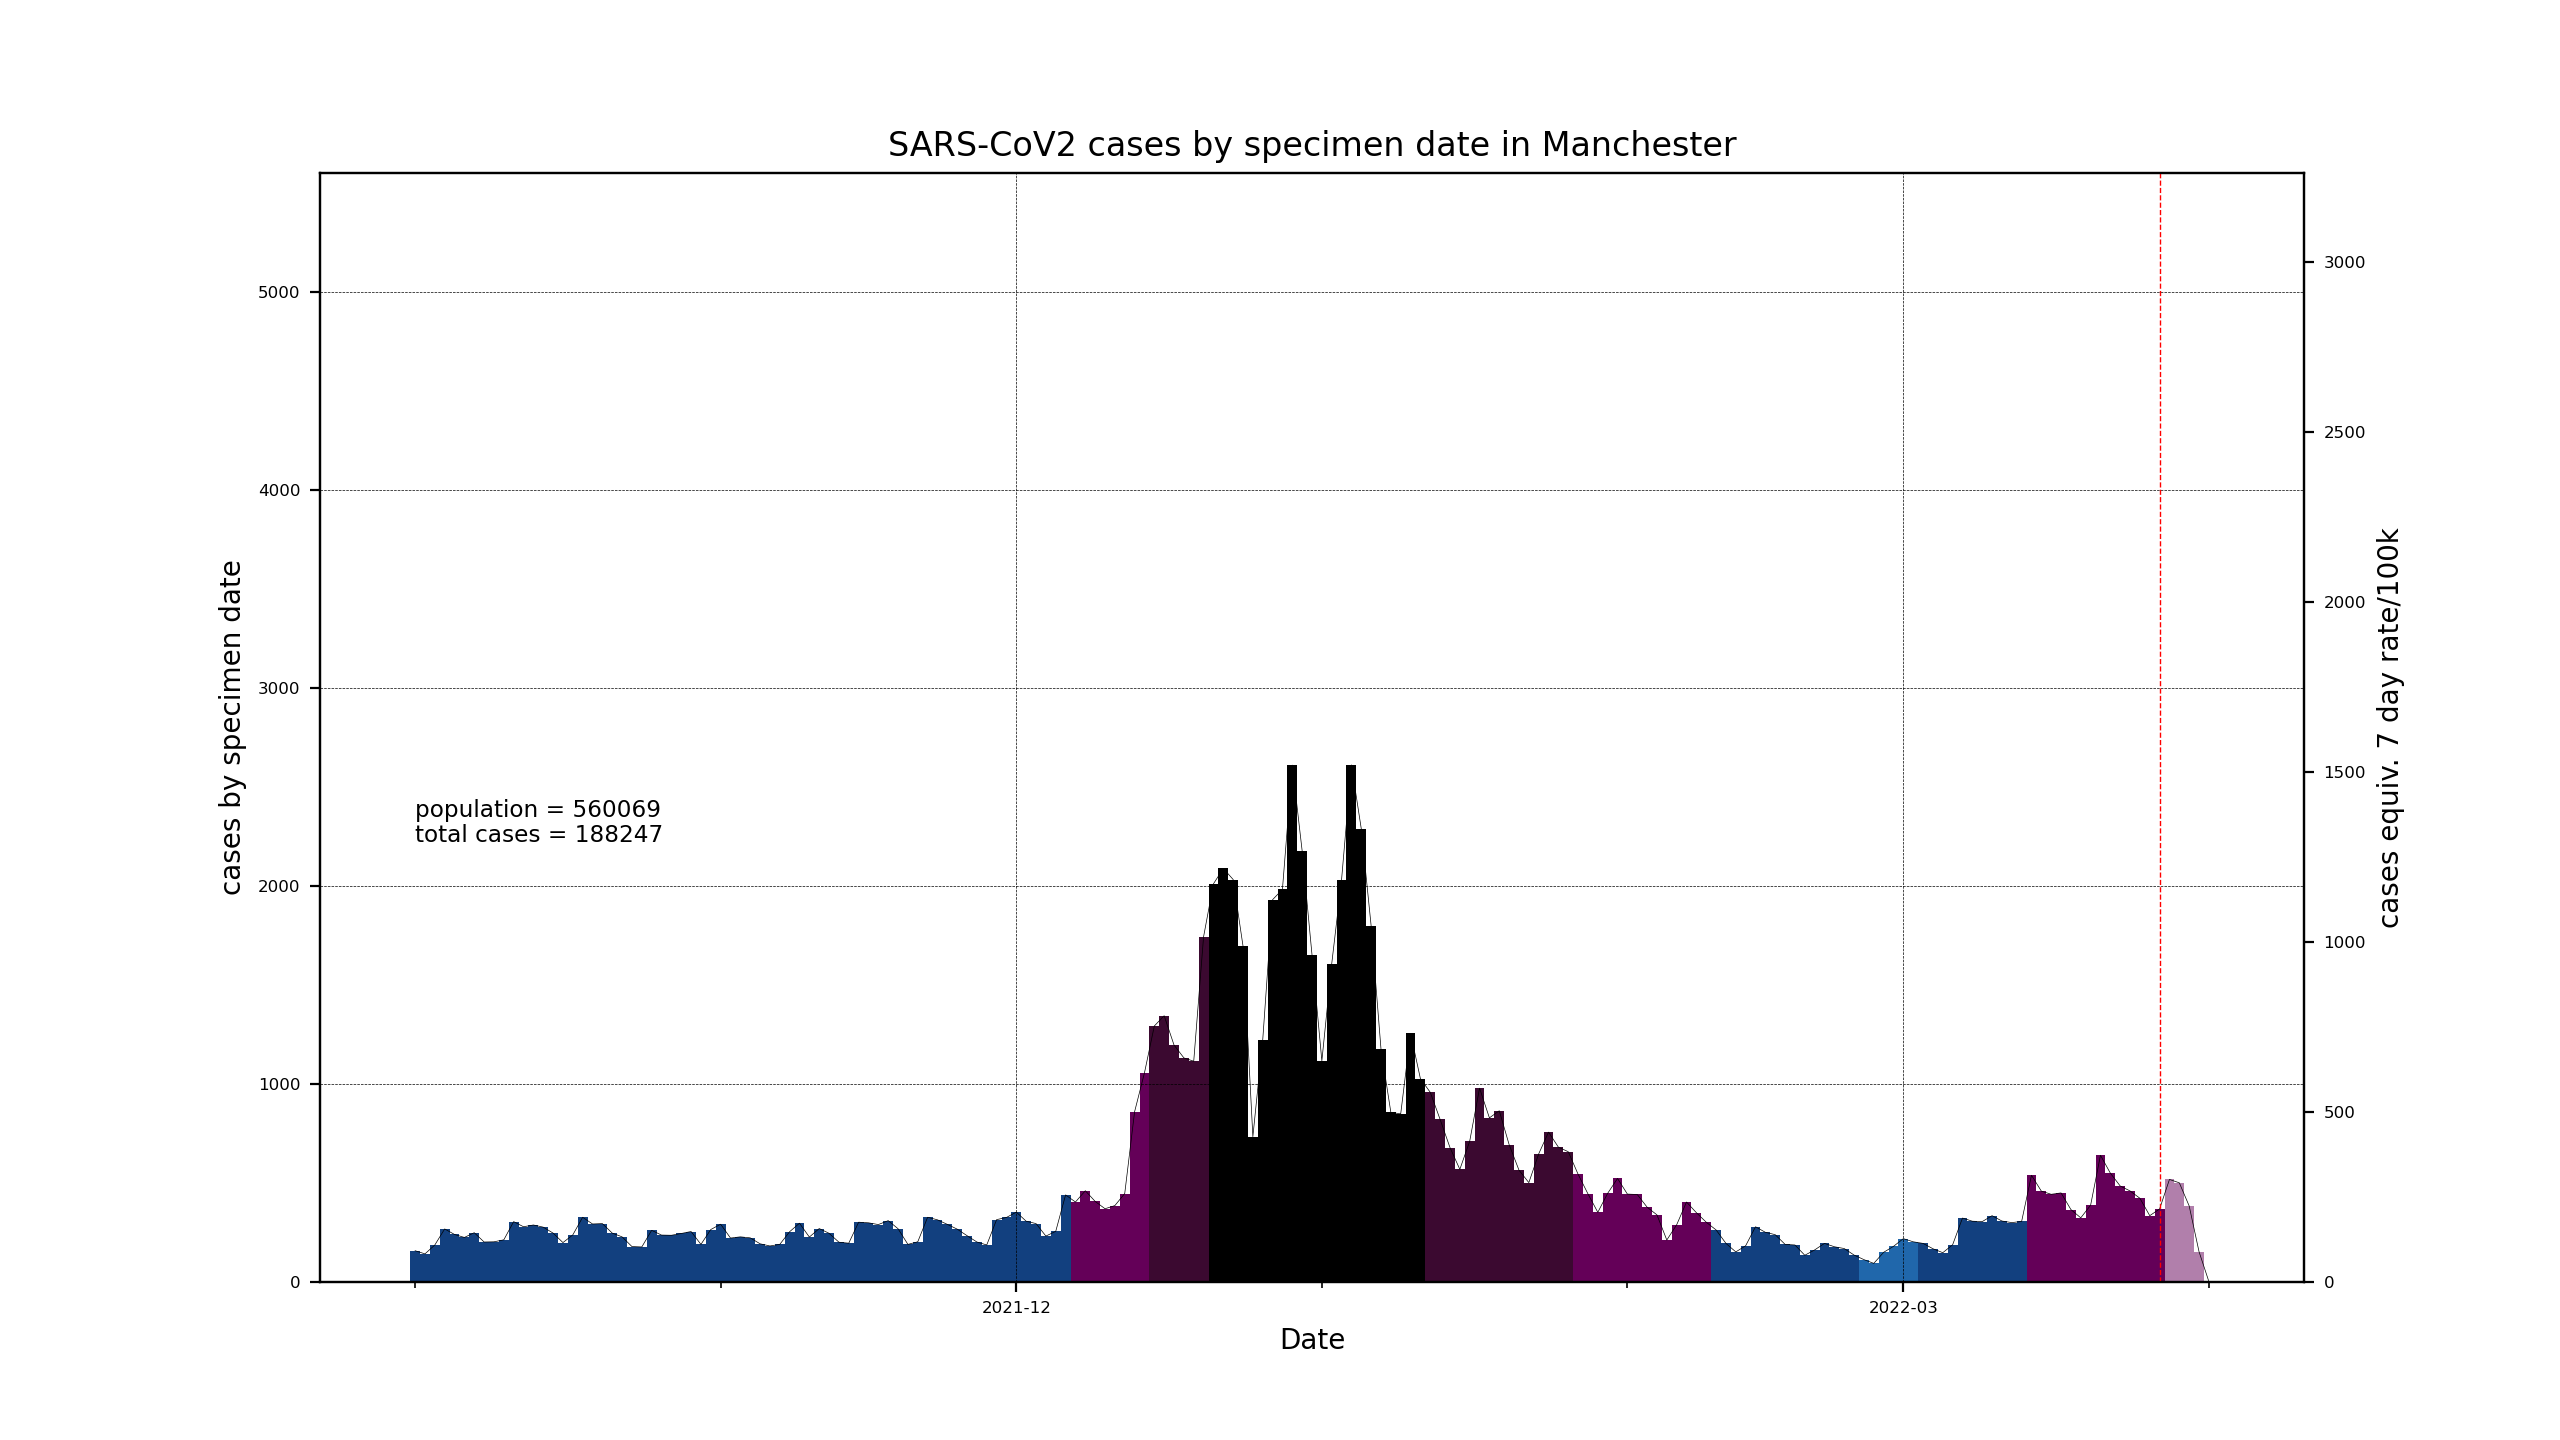 SARS-CoV2 cases by specimen date in Manchester
5000
4000
3000
2000
1000
0
cases by specimen date
population = 560069
total cases = 188247
3000
2500
2000
1500
1000
500
0
cases equiv. 7 day rate/100k
2021-12
2022-03
Date